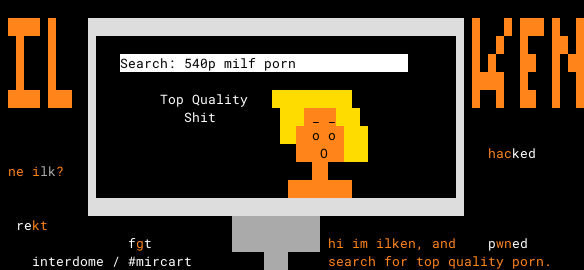 IL KEN
Search: 540p milf porn
Top Quality
Shit
hacked
ne ilk?
rekt
fgt
hi im ilken, and
pwned
interdome / #mircart
search for top quality porn.